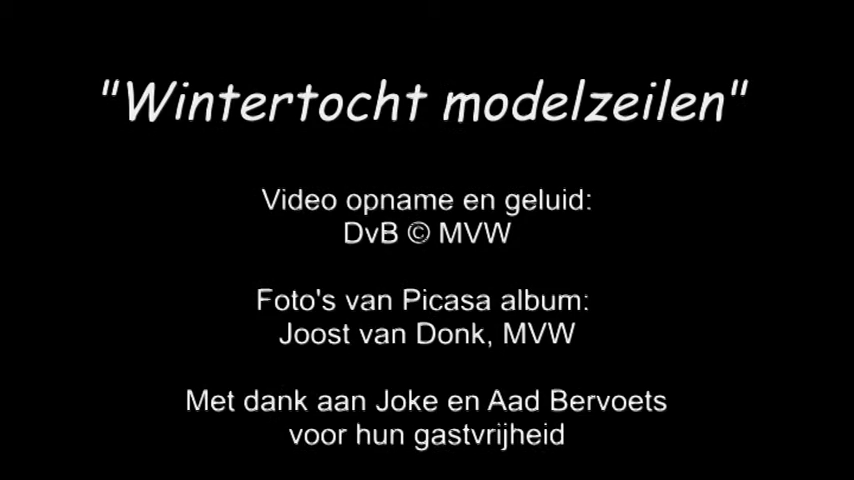 "Wintertocht modelzeilen"
Video opname en geluid:
DvB © MVW
Foto's van Picasa album:
Joost van Donk, MVW
Met dank aan Joke en Aad Bervoets
voor hun gastvrijheid